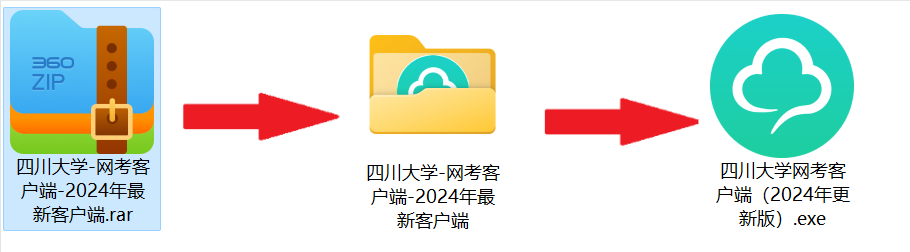 360
ZIP
四川大学-网考客
户端-2024年最
新客户端.rar
四川大学-网考客
户端-2024年最
新客户端
四川大学网考客
户端（2024年更
新版）.exe